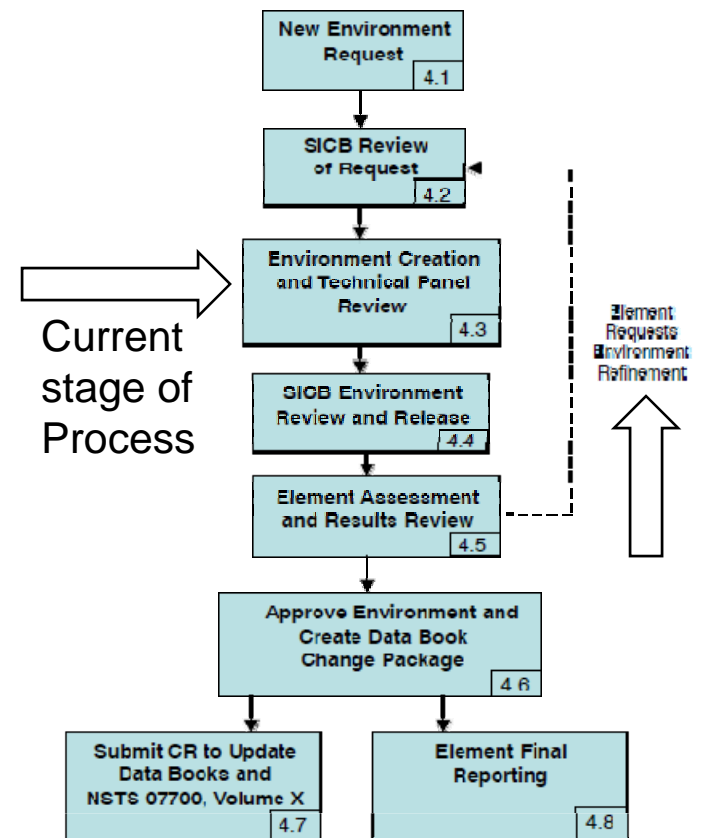 New Environment
Request
4.1
SICB Review
of Request
4.2
Environment Creation
and Technical Panel
Review
4.3
Current
stage of
Process
Element
Requests
Environment
Refinement
SICB Environment
Review and Release
4.4
Element Assessment
and Results Review
4.5
Approve Environment and
Create Data Book
Change Package
4.6
Submit CR to Update
Data Books and
NSTS 07700, Volume X
4.7
Element Final
Reporting
4.8